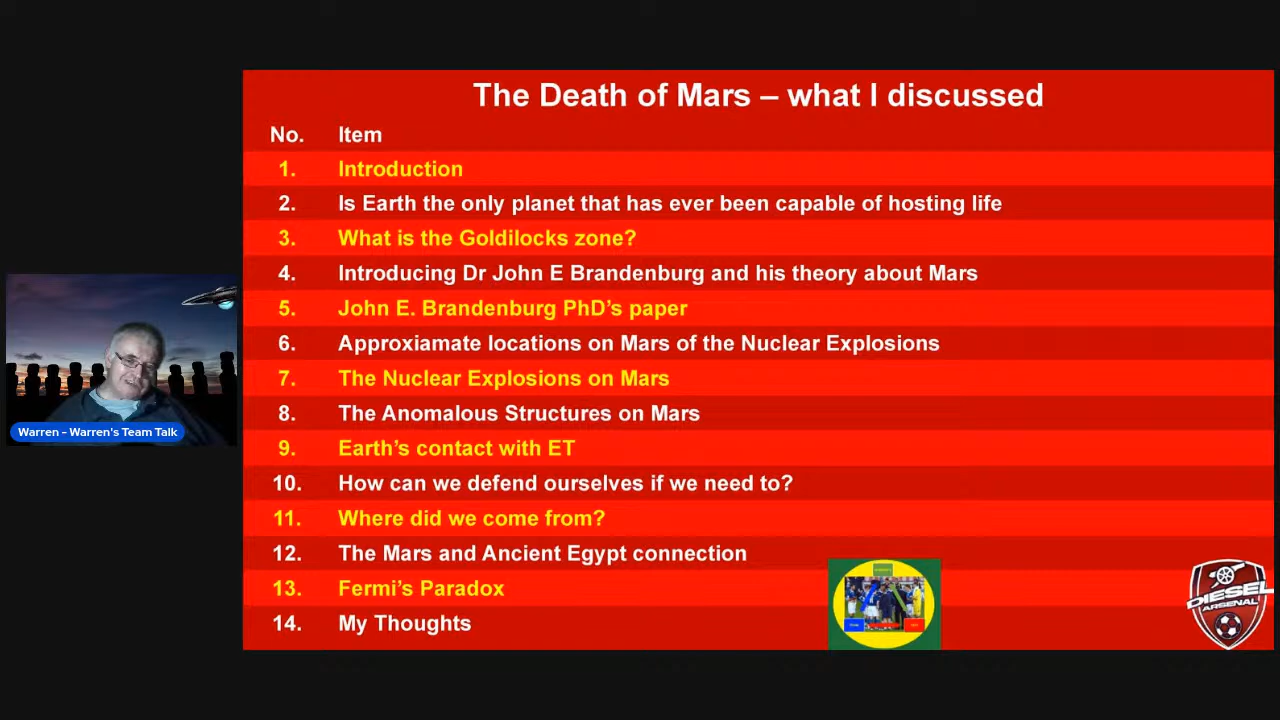 The Death of Mars – what I discussed
No. Item
1. Introduction
2. Is Earth the only planet that has ever been capable of hosting life
3. What is the Goldilocks zone?
4. Introducing Dr John E Brandenburg and his theory about Mars
5. John E. Brandenburg PhD’s paper
6. Approxiamate locations on Mars of the Nuclear Explosions
7. The Nuclear Explosions on Mars
8. The Anomalous Structures on Mars
9. Earth’s contact with ET
10. How can we defend ourselves if we need to?
11. Where did we come from?
12. The Mars and Ancient Egypt connection
13. Fermi’s Paradox
14. My Thoughts
Warren – Warren's Team Talk
DIESEL
ARSENAL